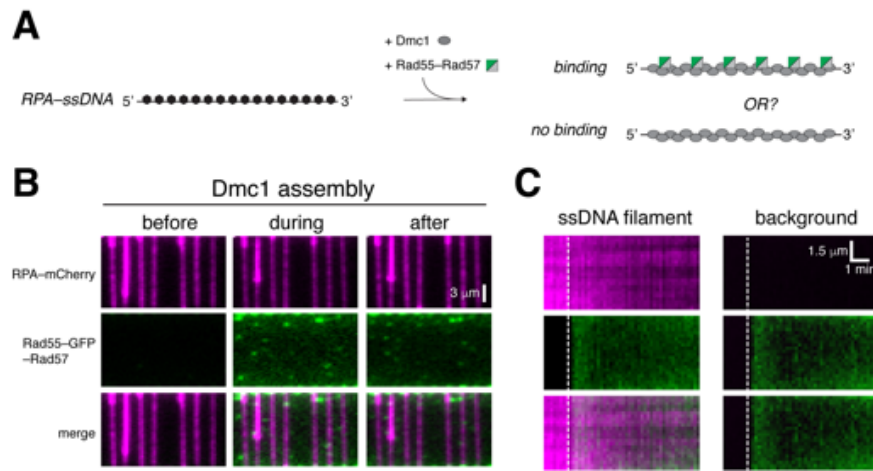 A
+ Dmc1
+ Rad55–Rad57
RPA–ssDNA 5' 3'
binding 5' 3'
OR?
no binding 5' 3'
B
Dmc1 assembly
before during after
RPA–mCherry
3 μm
Rad55–GFP
–Rad57
merge
C
ssDNA filament background
1.5 μm
1 min